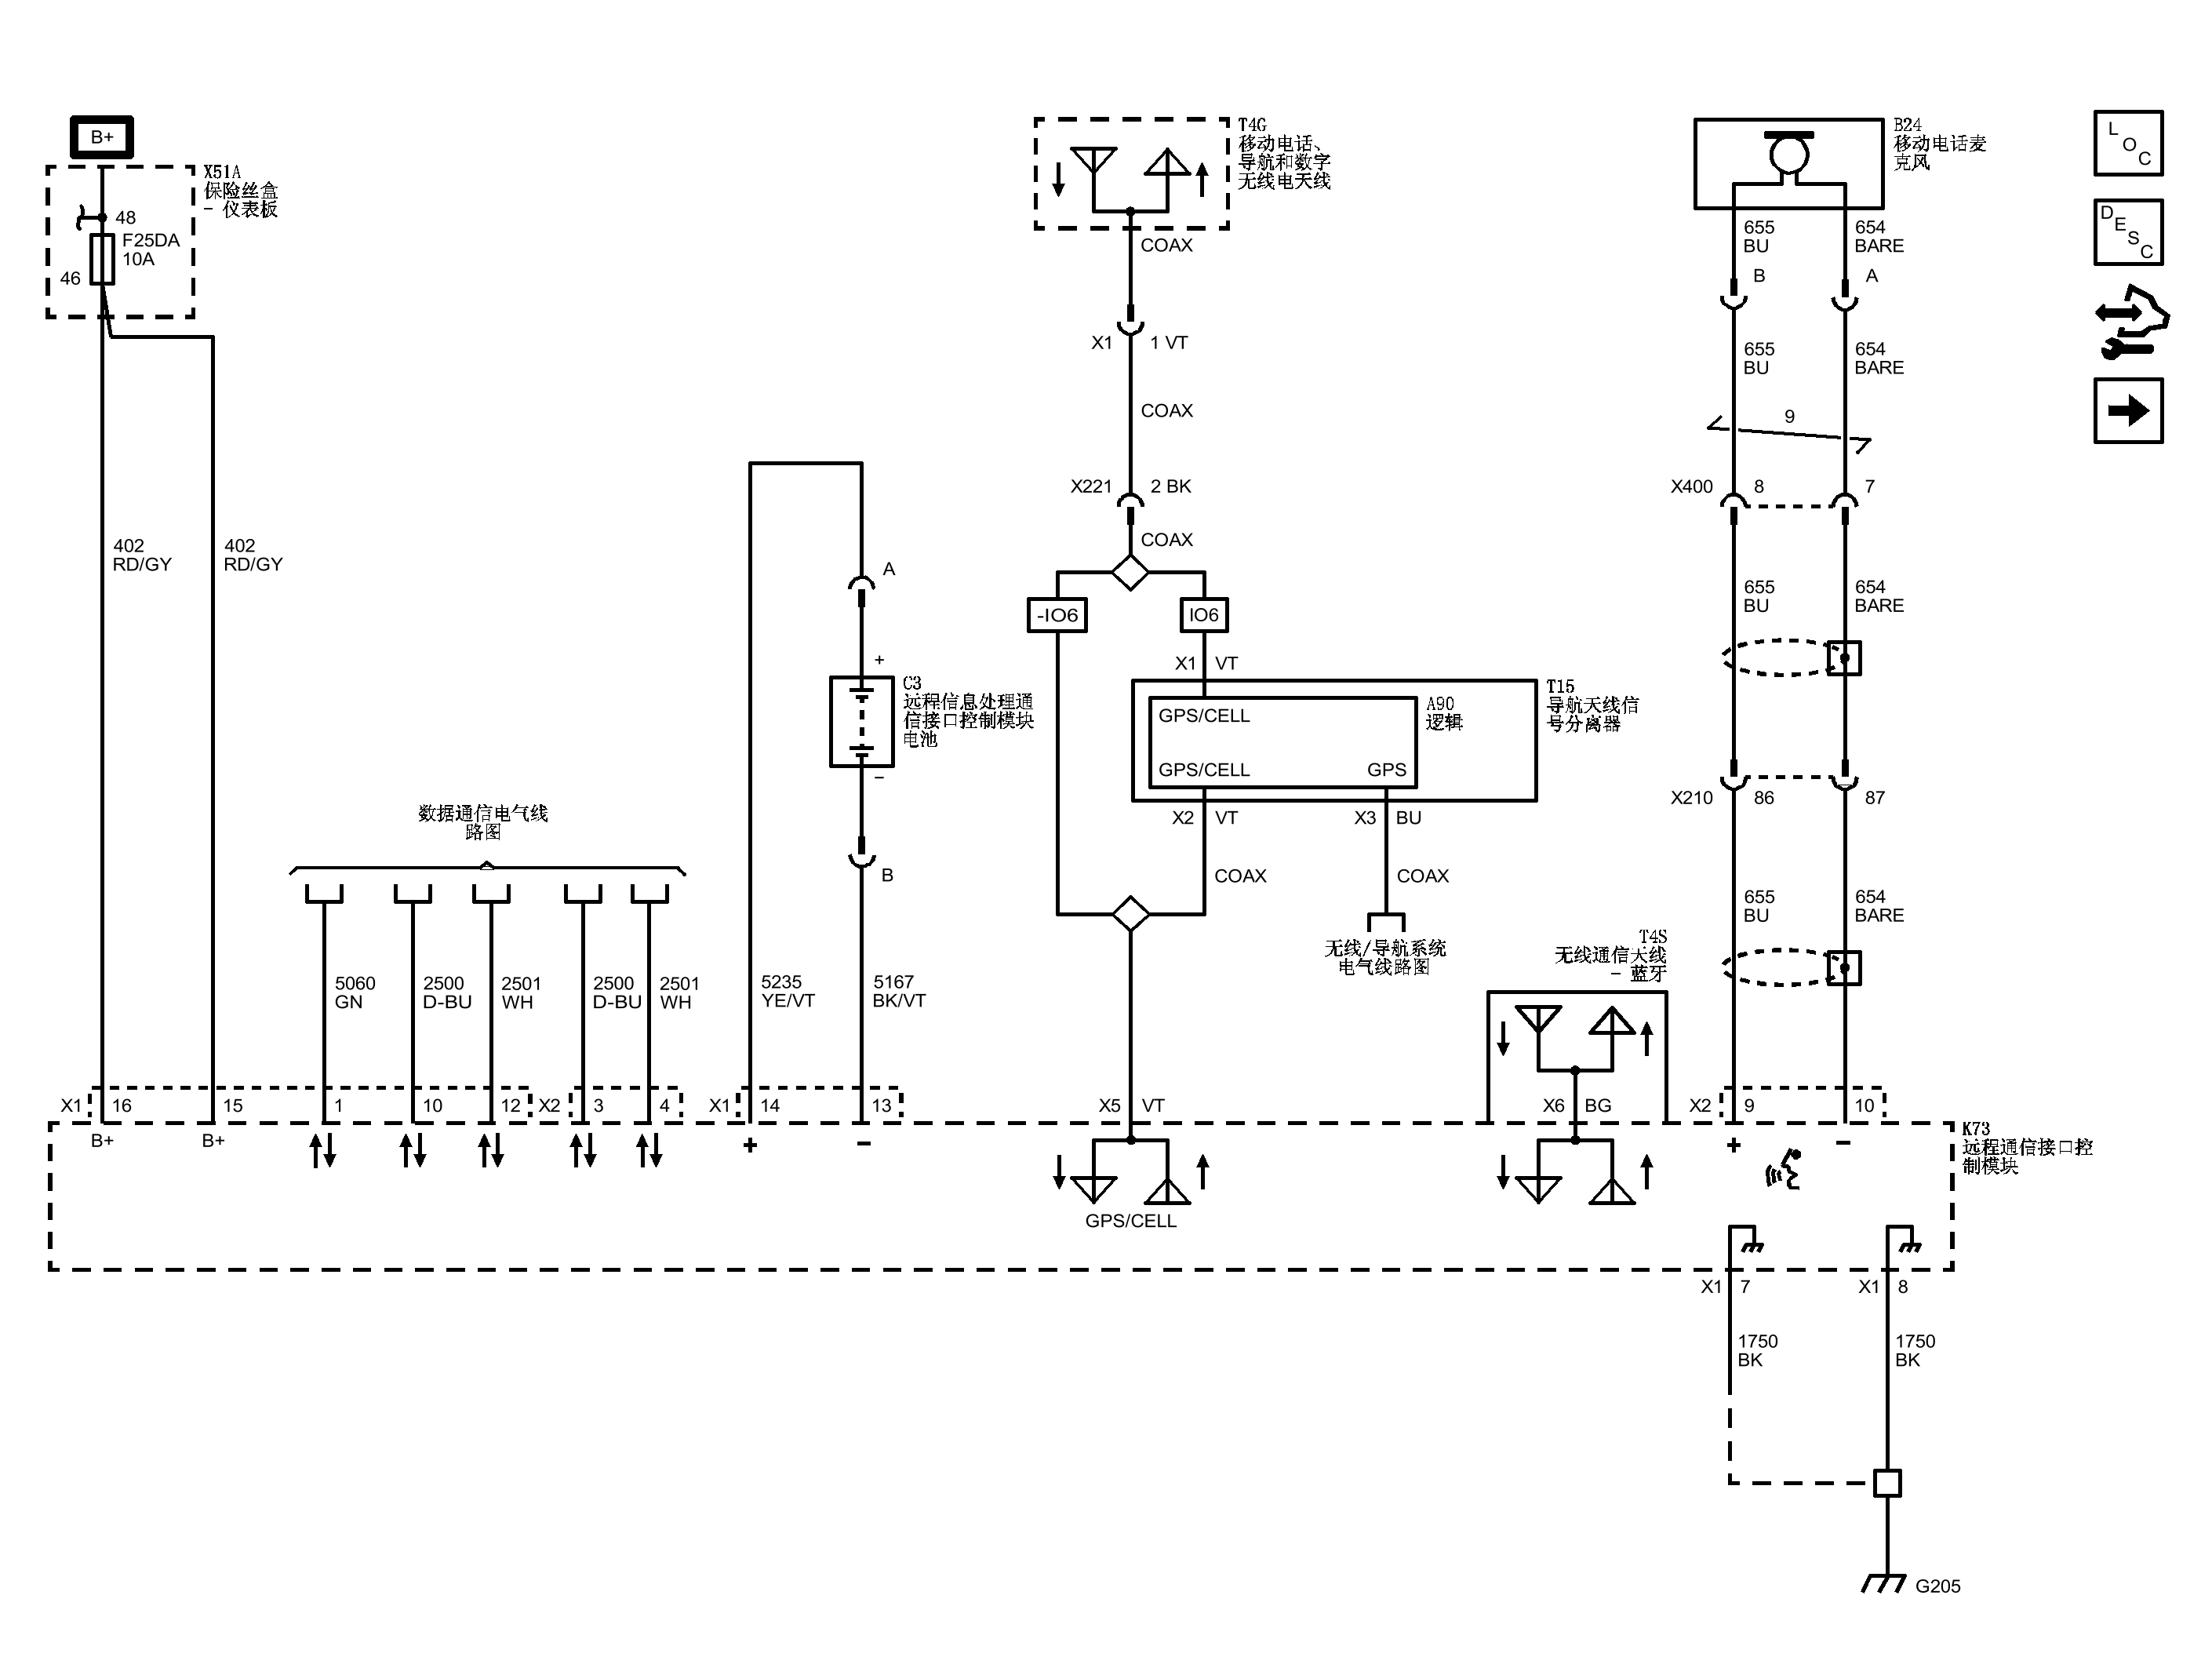 B+
X51A
保险丝盒
- 仪表板
48
F25DA
10A
46
402
RD/GY
402
RD/GY
数据通信电气线
路图
5060
GN
2500
D-BU
2501
WH
2500
D-BU
2501
WH
5235
YE/VT
5167
BK/VT
A
+
C3
远程信息处理通
信接口控制模块
电池
−
B
T4G
移动电话、
导航和数字
无线电天线
COAX
X1
1 VT
COAX
X221
2 BK
COAX
-IO6
IO6
X1
VT
GPS/CELL
A90
逻辑
T15
导航天线信
号分离器
GPS/CELL
GPS
X2
VT
X3
BU
COAX
COAX
无线/导航系统
电气线路图
T4S
无线通信天线
- 蓝牙
B24
移动电话麦
克风
655
BU
654
BARE
B
A
655
BU
654
BARE
9
X400
8
7
655
BU
654
BARE
X210
86
87
655
BU
654
BARE
L
O
C
D
E
S
C
X1
16
15
1
10
12
X2
3
4
X1
14
13
X5
VT
X6
BG
X2
9
10
B+
B+
+
−
+
−
GPS/CELL
K73
远程通信接口控
制模块
X1
7
X1
8
1750
BK
1750
BK
G205